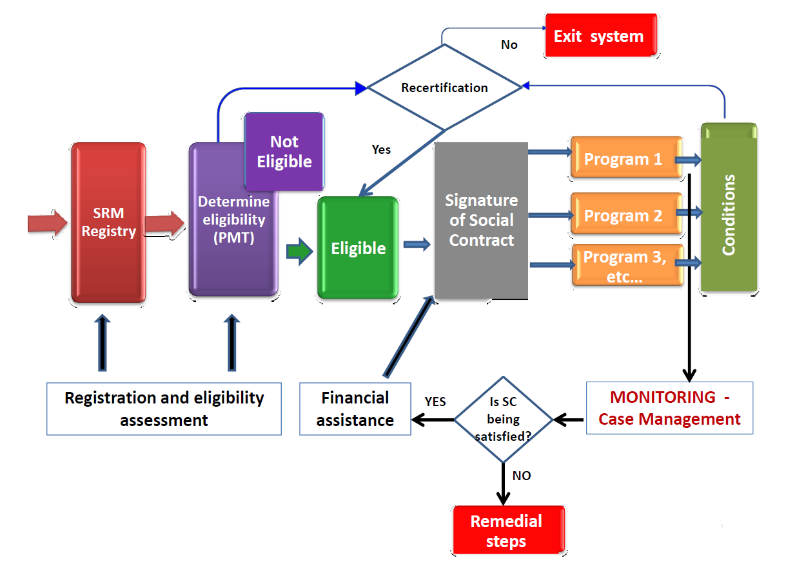 Exit system
No
Recertification
Not
Eligible
Yes
SRM
Registry
Determine
eligibility
(PMT)
Eligible
Signature
of Social
Contract
Program 1
Program 2
Program 3,
etc...
Conditions
Registration and eligibility
assessment
Financial
assistance
YES
Is SC
being
satisfied?
MONITORING -
Case Management
NO
Remedial
steps